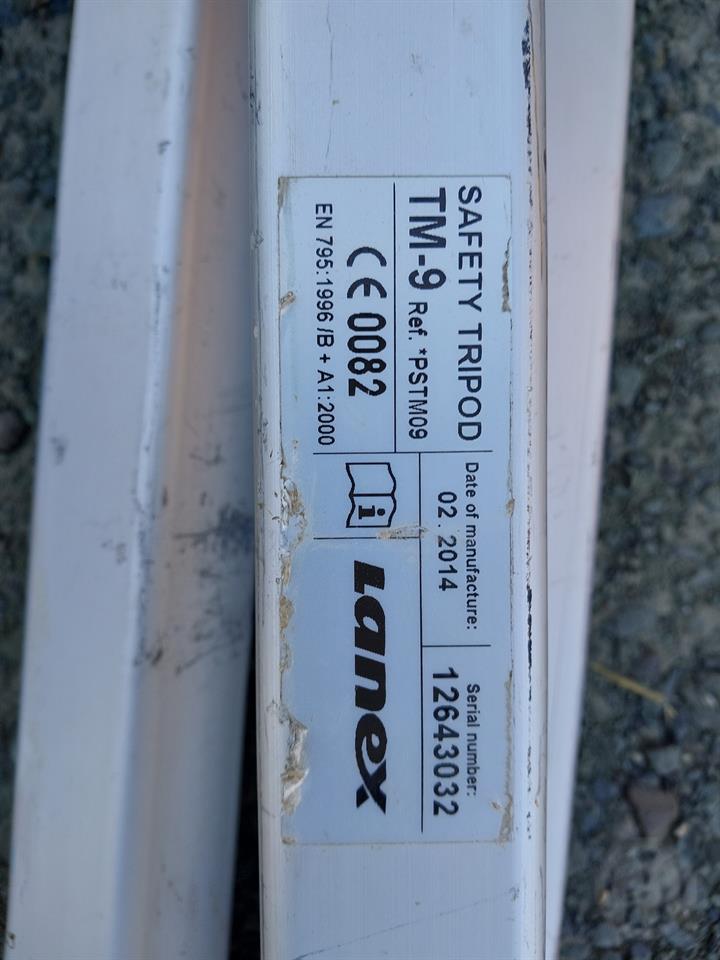 SAFETY TRIPOD
TM-9 Ref. *PSTM09
CE 0082
EN 795:1996 /B + A1:2000
Date of manufacture:
02. 2014
i
Serial number:
12643032
Lanex